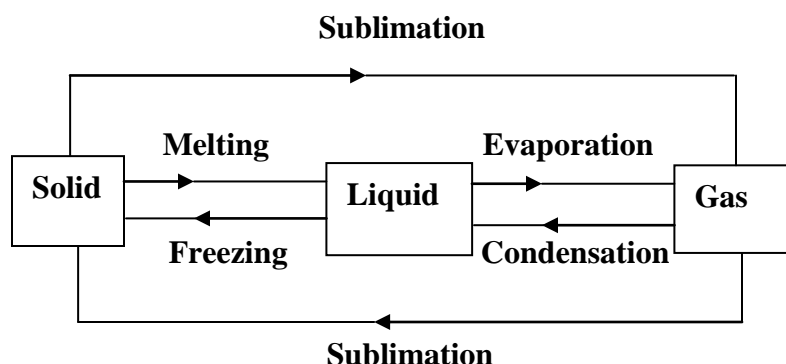 Sublimation
Melting
Evaporation
Solid
Liquid
Gas
Freezing
Condensation
Sublimation